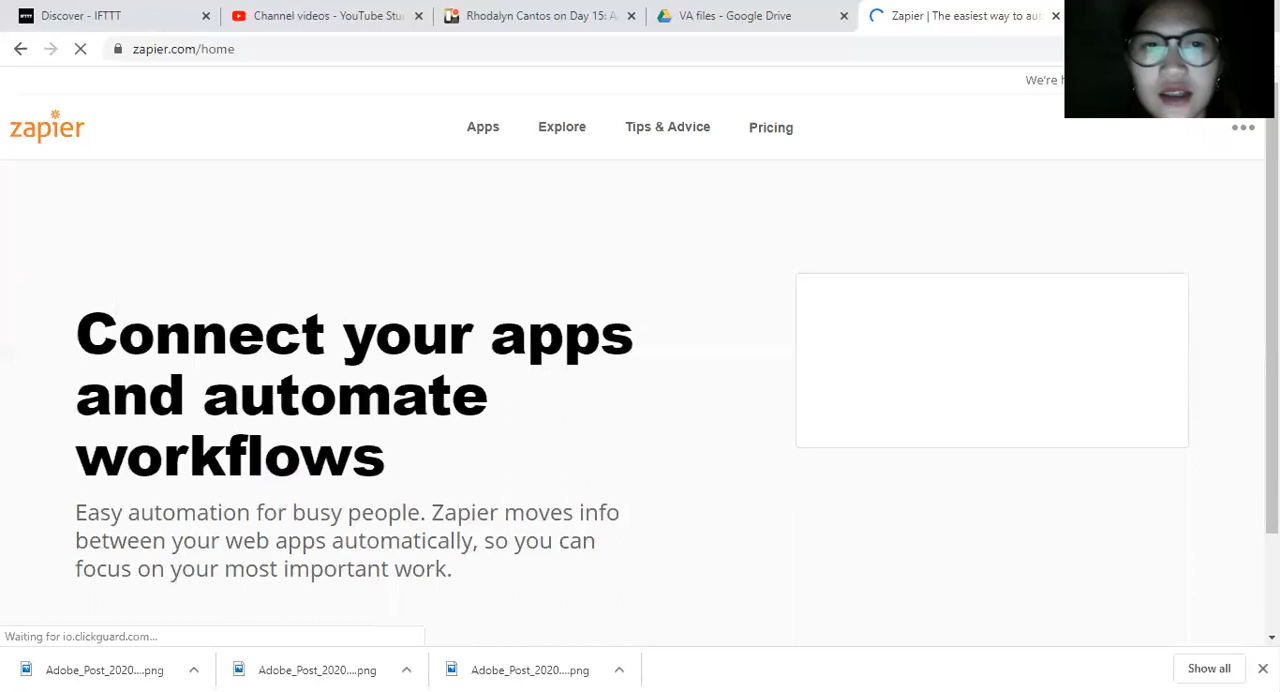 IFTTT
Discover - IFTTT
Channel videos - YouTube Stu
Rhodalyn Cantos on Day 15: A
VA files - Google Drive
Zapier | The easiest way to aut
zapier.com/home
We're h
zapier
Apps
Explore
Tips & Advice
Pricing
Connect your apps
and automate
workflows
Easy automation for busy people. Zapier moves info
between your web apps automatically, so you can
focus on your most important work.
Waiting for io.clickguard.com...
Adobe_Post_2020....png
Adobe_Post_2020....png
Adobe_Post_2020....png
Show all